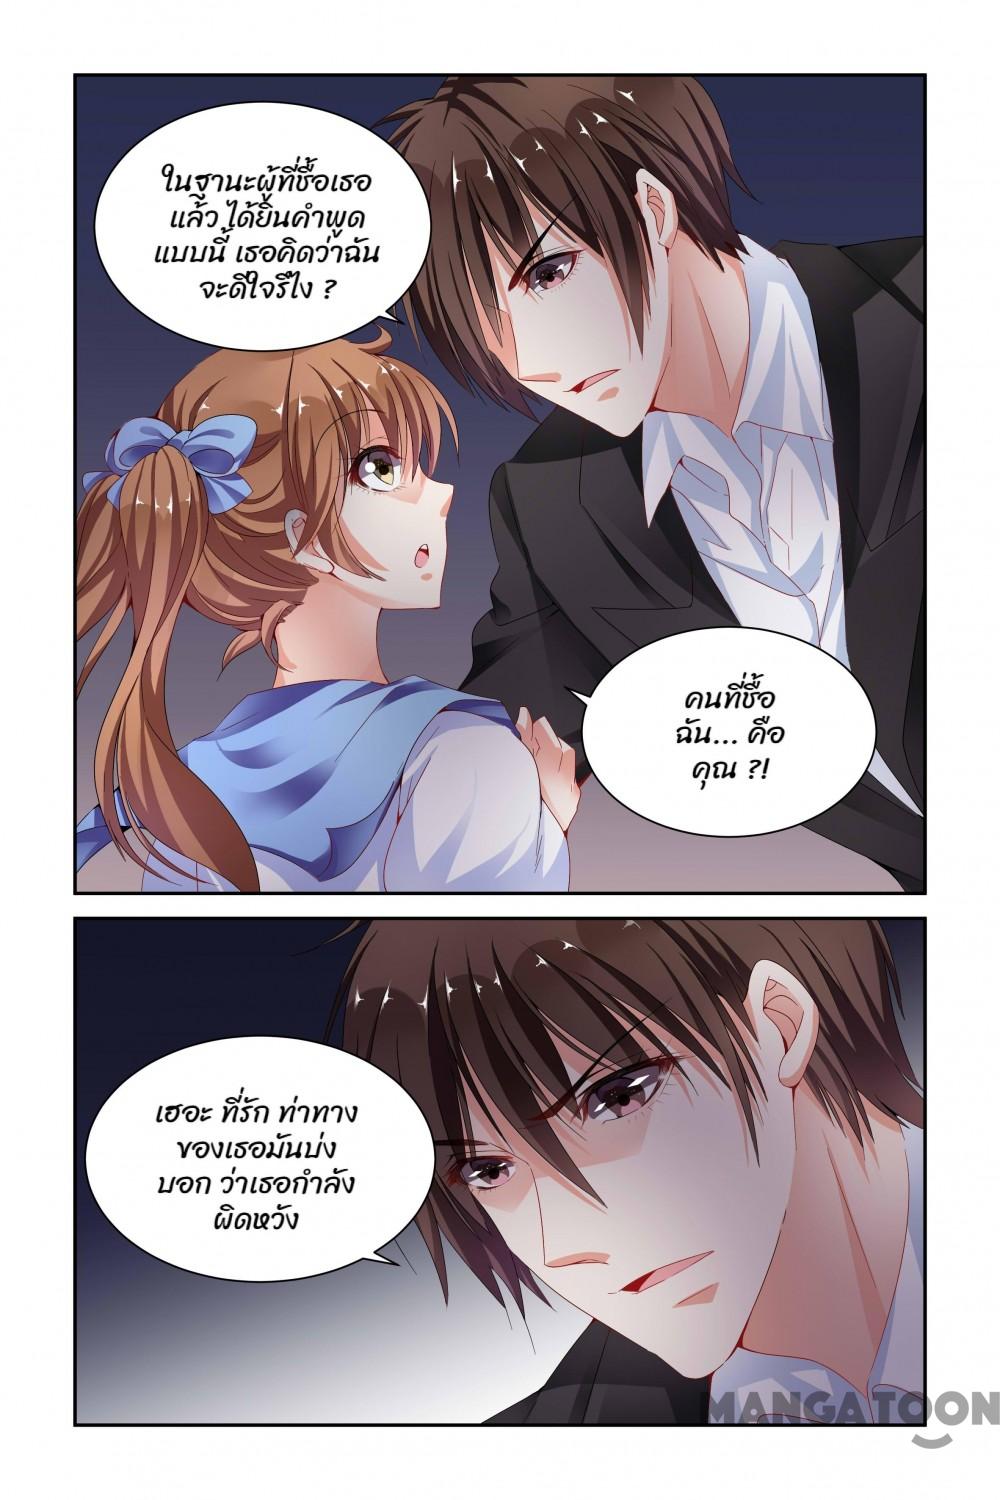 ในฐานะผู้ที่ซื้อเธอ
แล้ว ได้ยินคำพูด
แบบนี้ เธอคิดว่าฉัน
จะดีใจรึไง ?
คนที่ซื้อ
ฉัน... คือ
คุณ ?!
เฮอะ ที่รัก ท่าทาง
ของเธอมันบ่ง
บอก ว่าเธอกำลัง
ผิดหวัง
MANGATOON